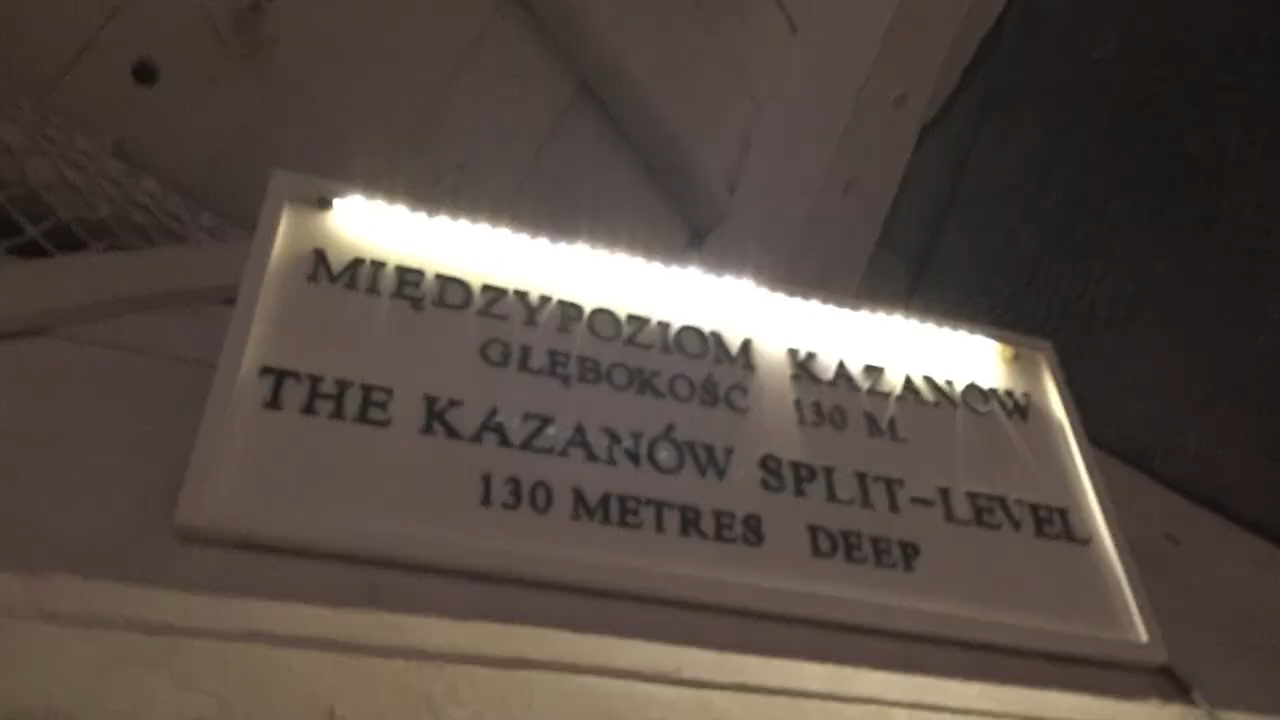 MIĘDZYPOZIOM KAZANÓW
GŁĘBOKOŚĆ 130 M.
THE KAZANÓW SPLIT-LEVEL
130 METRES DEEP